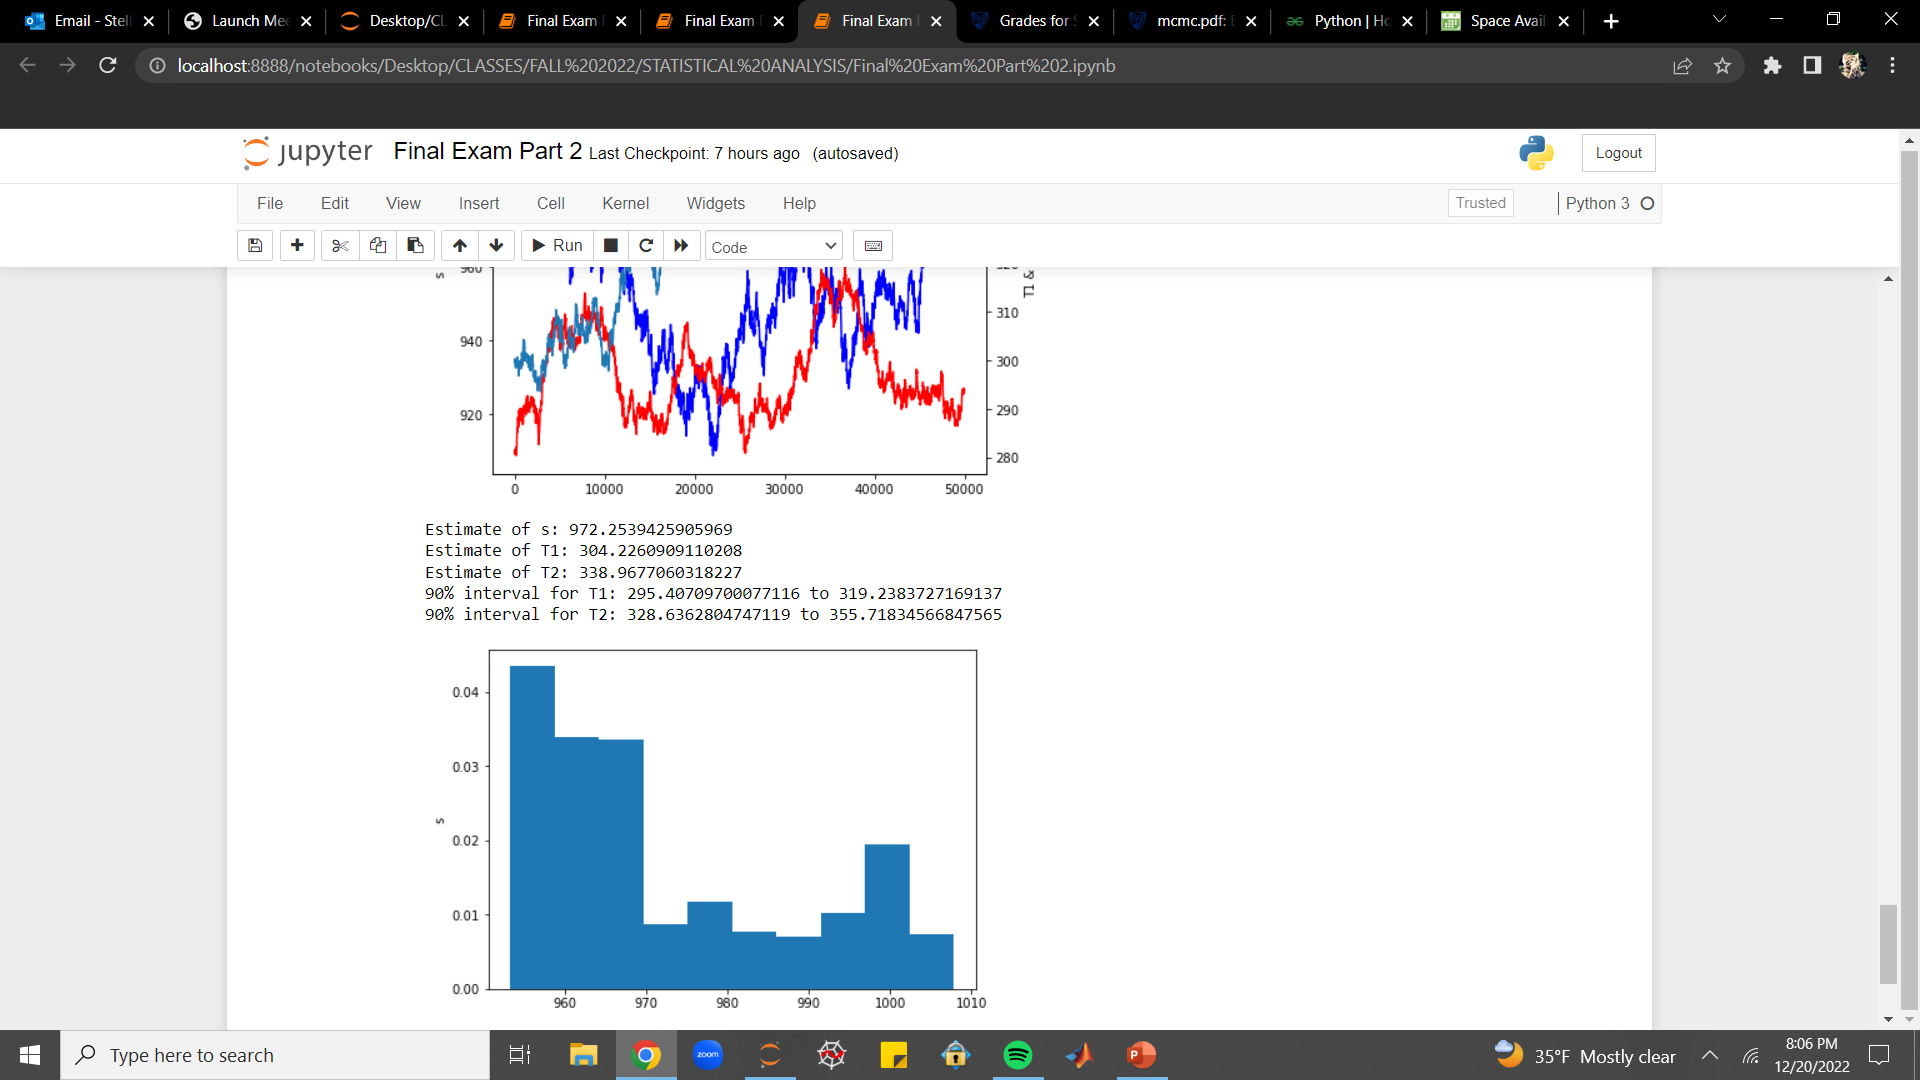 Email - Stell
Launch Mee
Desktop/CL
Final Exam
Final Exam
Final Exam
Grades for S
mcmc.pdf:
Python | Ho
Space Avail
localhost:8888/notebooks/Desktop/CLASSES/FALL%202022/STATISTICAL%20ANALYSIS/Final%20Exam%20Part%202.ipynb
jupyter Final Exam Part 2 Last Checkpoint: 7 hours ago (autosaved)
Logout
File Edit View Insert Cell Kernel Widgets Help
Trusted
Python 3
Run
Code
s
960
940
920
T1 &
320
310
300
290
280
0 10000 20000 30000 40000 50000
Estimate of s: 972.2539425905969
Estimate of T1: 304.2260909110208
Estimate of T2: 338.9677060318227
90% interval for T1: 295.40709700077116 to 319.2383727169137
90% interval for T2: 328.6362804747119 to 355.71834566847565
0.04
0.03
s
0.02
0.01
0.00
960 970 980 990 1000 1010
Type here to search
zoom
35°F Mostly clear
8:06 PM
12/20/2022